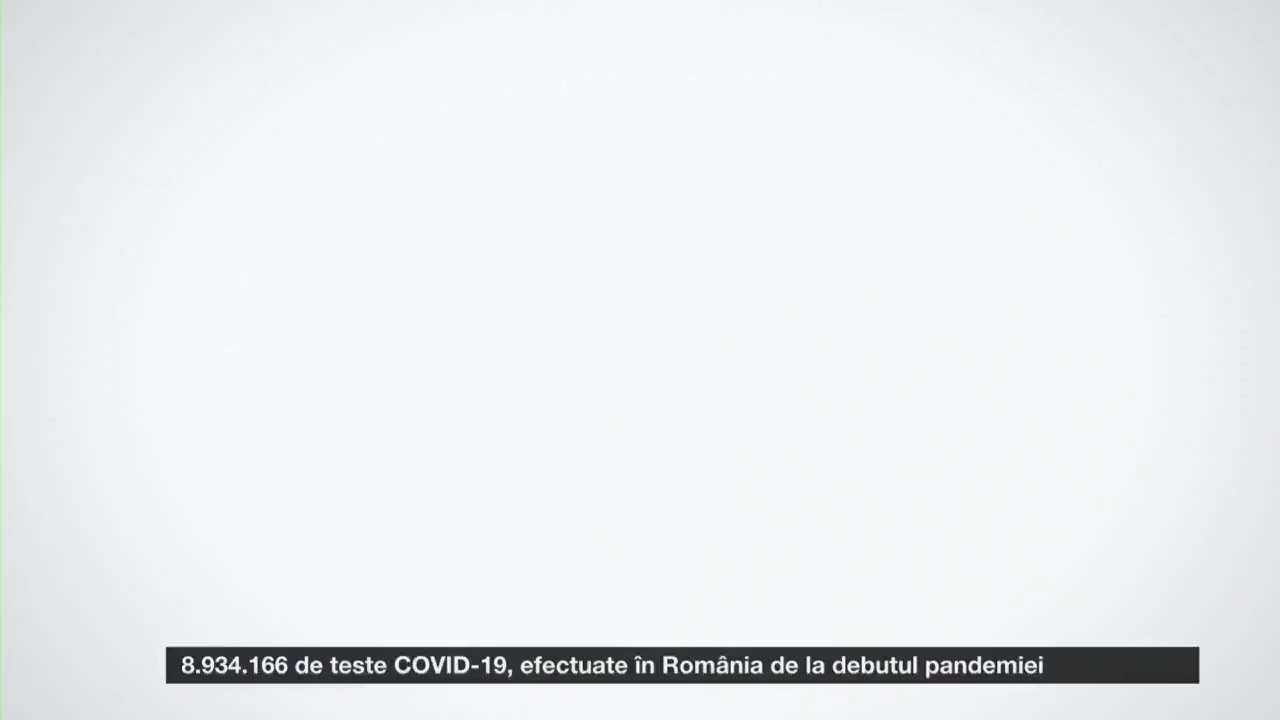 8.934.166 de teste COVID-19, efectuate în România de la debutul pandemiei